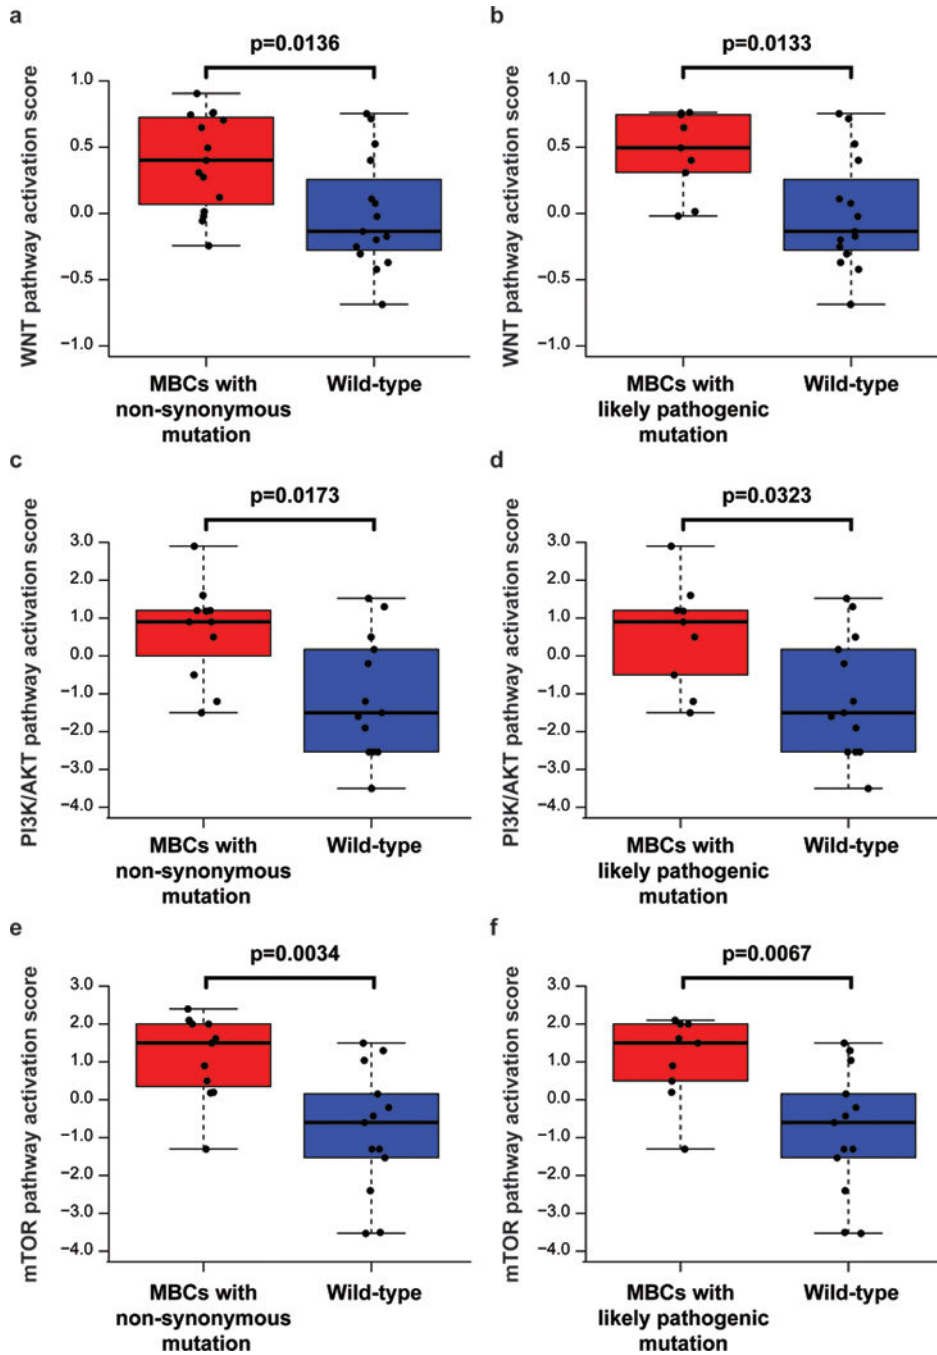 a
p=0.0136
WNT pathway activation score
1.0
0.5
0.0
−0.5
−1.0
MBCs with
non-synonymous
mutation
Wild-type
b
p=0.0133
WNT pathway activation score
1.0
0.5
0.0
−0.5
−1.0
MBCs with
likely pathogenic
mutation
Wild-type
c
p=0.0173
PI3K/AKT pathway activation score
3.0
2.0
1.0
0.0
−1.0
−2.0
−3.0
−4.0
MBCs with
non-synonymous
mutation
Wild-type
d
p=0.0323
PI3K/AKT pathway activation score
3.0
2.0
1.0
0.0
−1.0
−2.0
−3.0
−4.0
MBCs with
likely pathogenic
mutation
Wild-type
e
p=0.0034
mTOR pathway activation score
3.0
2.0
1.0
0.0
−1.0
−2.0
−3.0
−4.0
MBCs with
non-synonymous
mutation
Wild-type
f
p=0.0067
mTOR pathway activation score
3.0
2.0
1.0
0.0
−1.0
−2.0
−3.0
−4.0
MBCs with
likely pathogenic
mutation
Wild-type